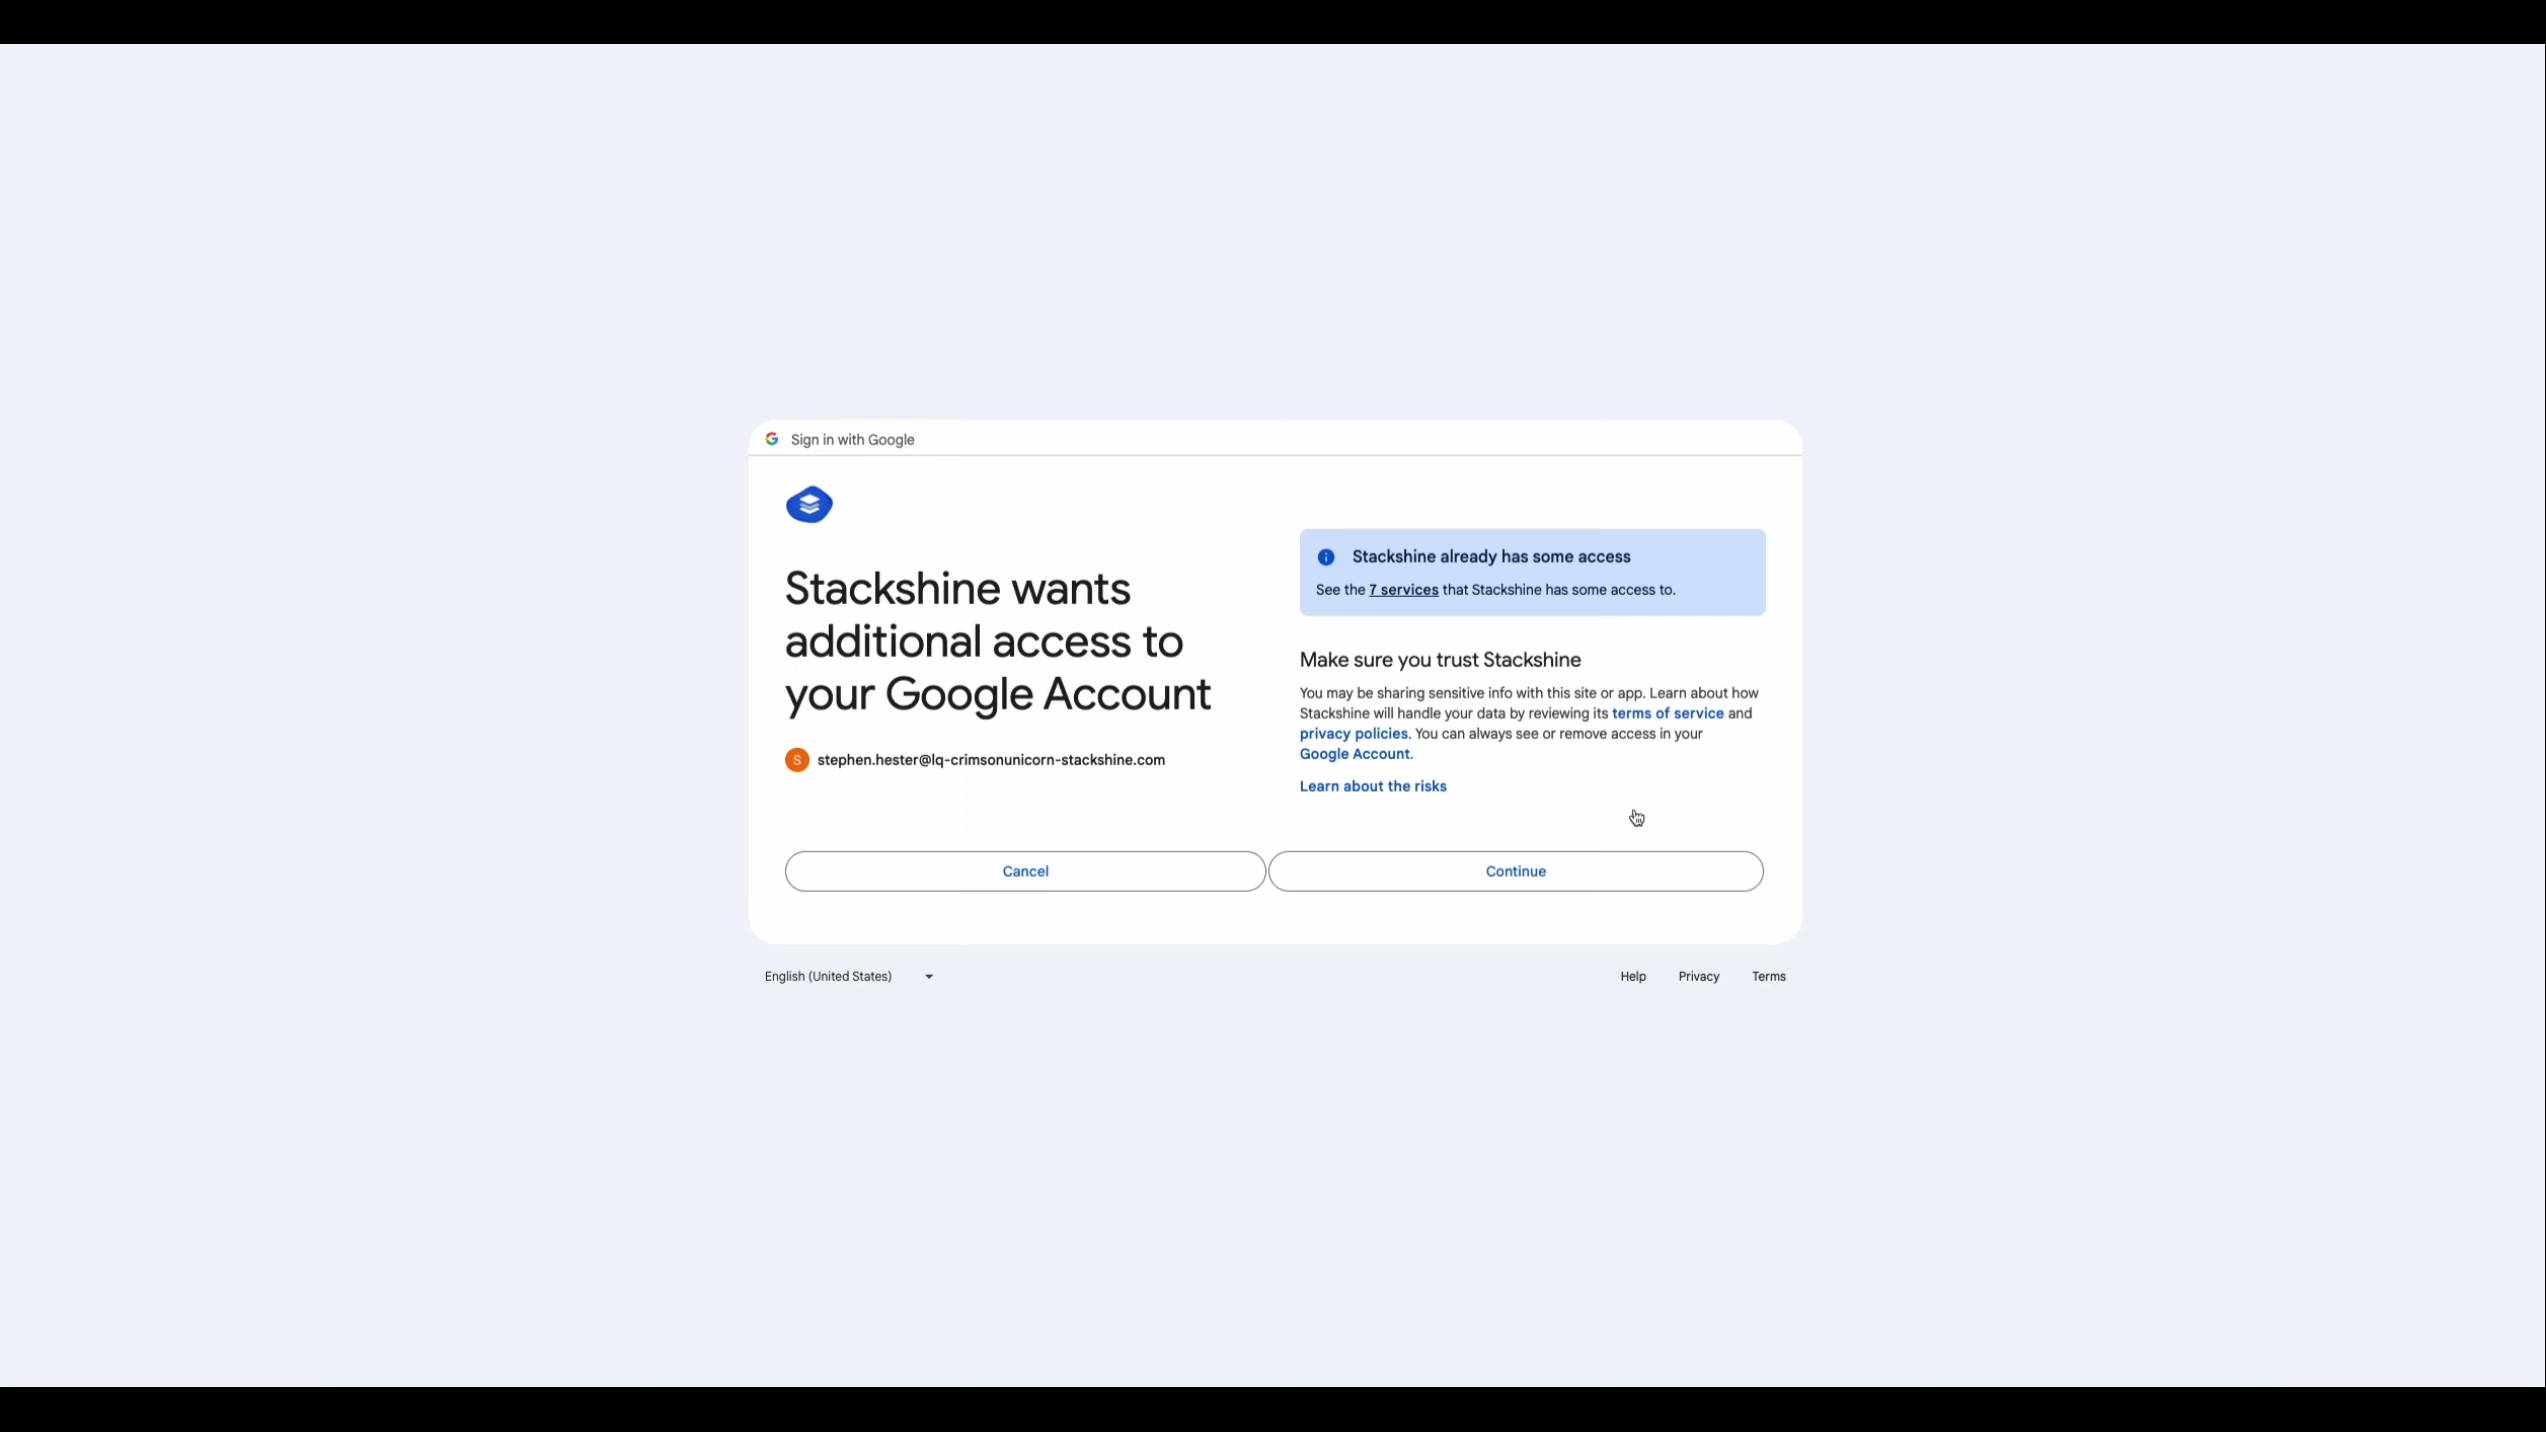 Sign in with Google
Stackshine wants
additional access to
your Google Account
S stephen.hester@lq-crimsonunicorn-stackshine.com
Stackshine already has some access
See the 7 services that Stackshine has some access to.
Make sure you trust Stackshine
You may be sharing sensitive info with this site or app. Learn about how
Stackshine will handle your data by reviewing its terms of service and
privacy policies. You can always see or remove access in your
Google Account.
Learn about the risks
Cancel
Continue
English (United States)
Help
Privacy
Terms